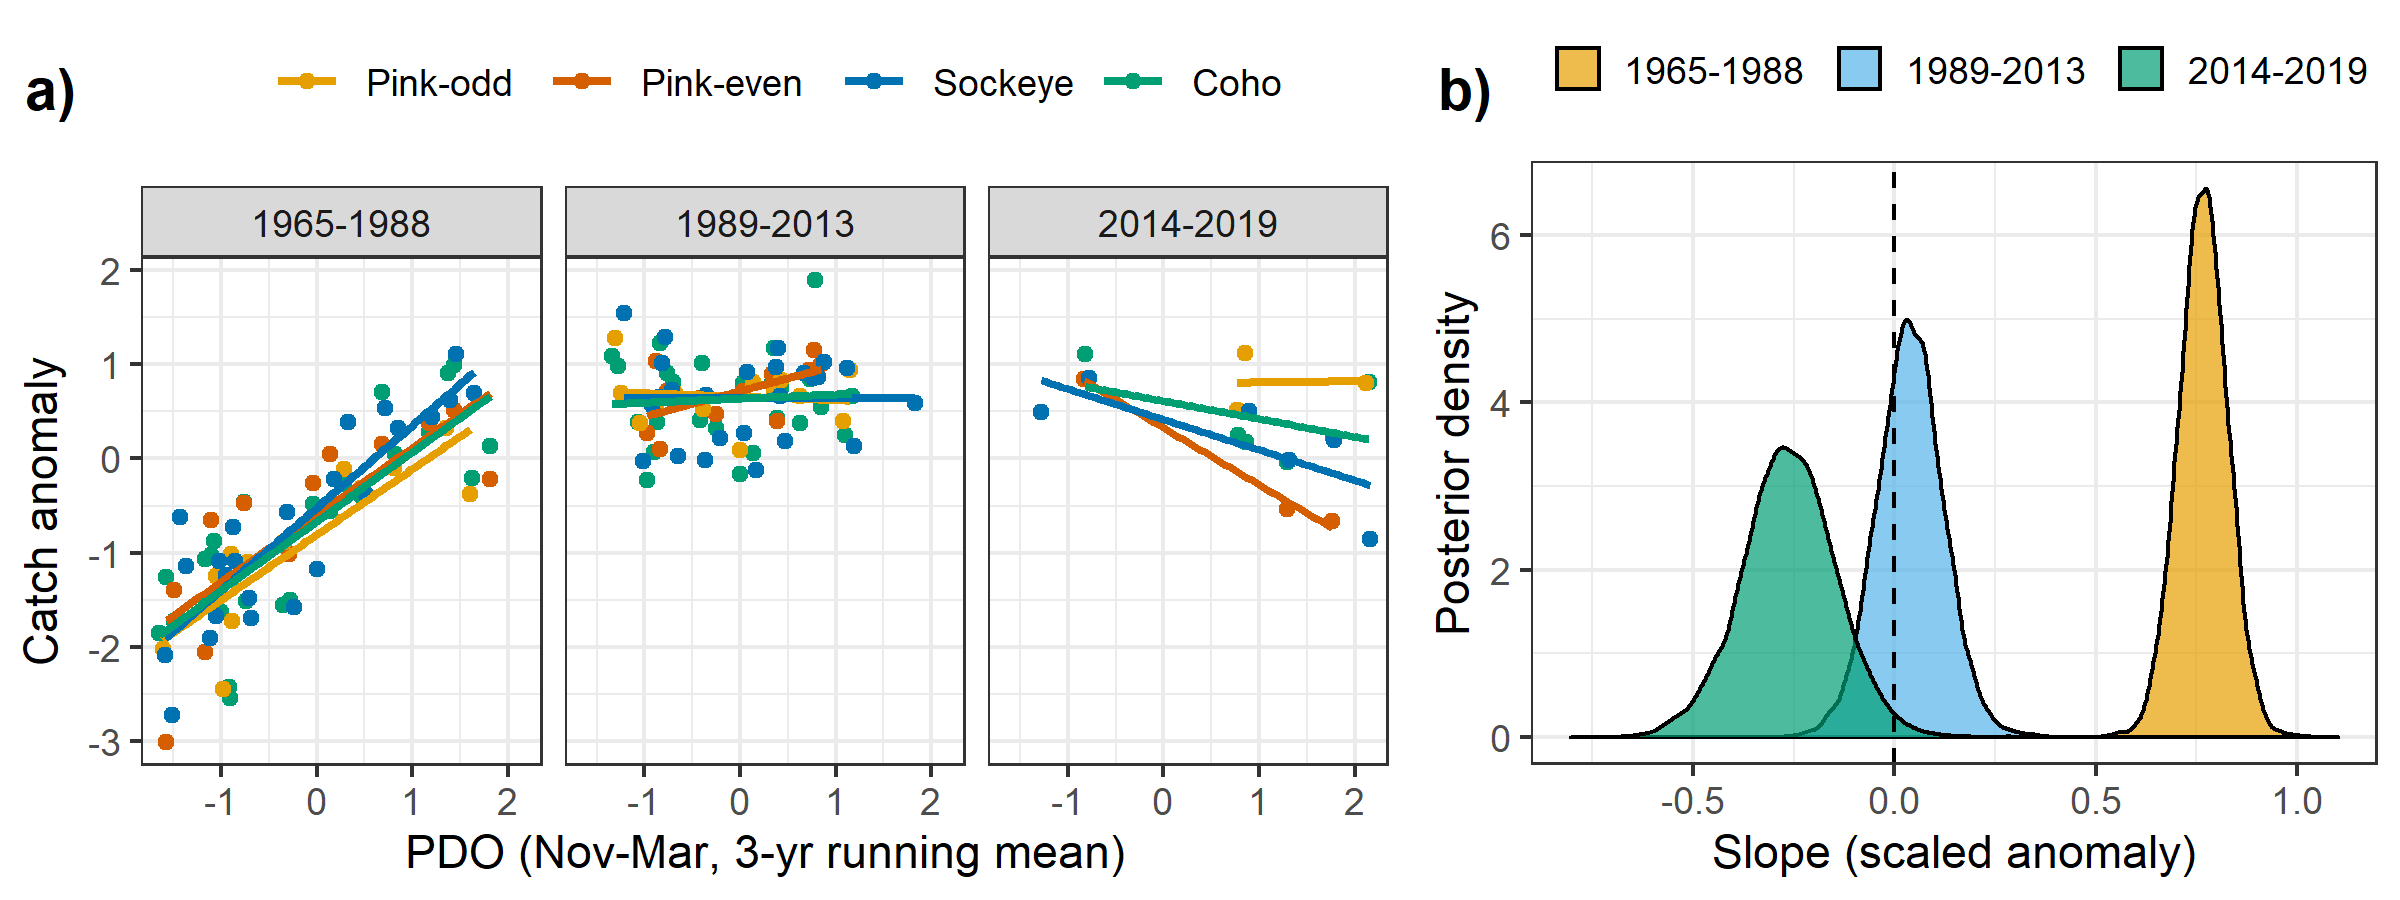 a)
Pink-odd Pink-even Sockeye Coho
1965-1988 1989-2013 2014-2019
Catch anomaly
2
1
0
-1
-2
-3
-1 0 1 2 -1 0 1 2 -1 0 1 2
PDO (Nov-Mar, 3-yr running mean)
b)
1965-1988 1989-2013 2014-2019
Posterior density
6
4
2
0
-0.5 0.0 0.5 1.0
Slope (scaled anomaly)